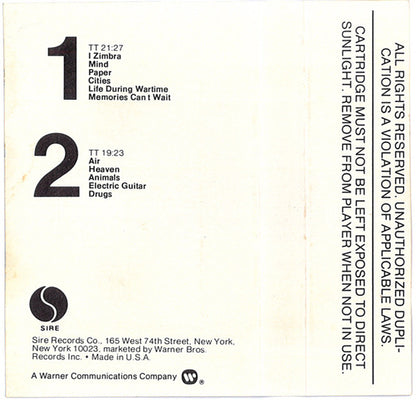 1
TT 21:27
I Zimbra
Mind
Paper
Cities
Life During Wartime
Memories Can t Wait
2
TT 19:23
Air
Heaven
Animals
Electric Guitar
Drugs
SIRE
Sire Records Co., 165 West 74th Street, New York,
New York 10023, marketed by Warner Bros.
Records Inc. • Made in U.S.A.
A Warner Communications Company ®
ALL RIGHTS RESERVED. UNAUTHORIZED DUPLI-
CATION IS A VIOLATION OF APPLICABLE LAWS.
CARTRIDGE MUST NOT BE LEFT EXPOSED TO DIRECT
SUNLIGHT. REMOVE FROM PLAYER WHEN NOT IN USE.